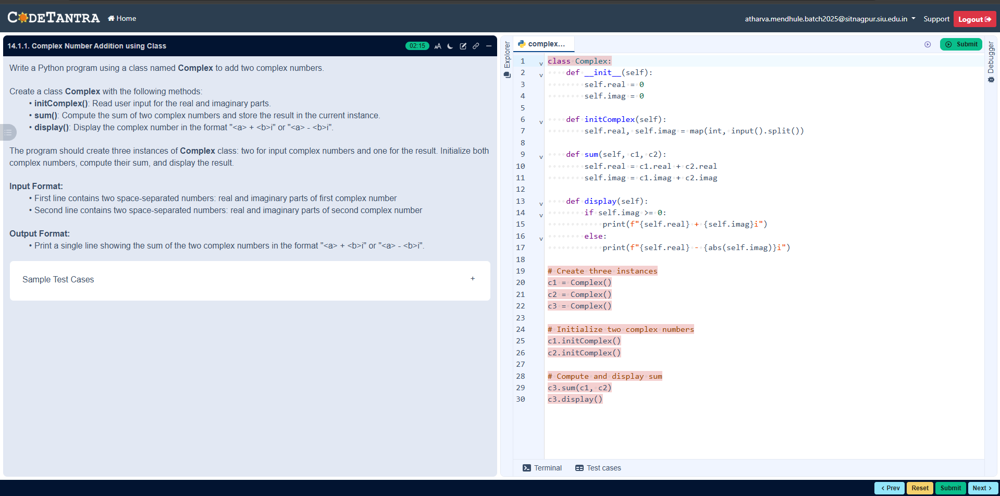 CODETANTRA
Home
atharva.mendhule.batch2025@sitnagpur.siu.edu.in
Support
Logout
14.1.1. Complex Number Addition using Class
02:15
Write a Python program using a class named Complex to add two complex numbers.
Create a class Complex with the following methods:
• initComplex(): Read user input for the real and imaginary parts.
• sum(): Compute the sum of two complex numbers and store the result in the current instance.
• display(): Display the complex number in the format "<a> + <b>i" or "<a> - <b>i".
The program should create three instances of Complex class: two for input complex numbers and one for the result. Initialize both
complex numbers, compute their sum, and display the result.
Input Format:
• First line contains two space-separated numbers: real and imaginary parts of first complex number
• Second line contains two space-separated numbers: real and imaginary parts of second complex number
Output Format:
• Print a single line showing the sum of the two complex numbers in the format "<a> + <b>i" or "<a> - <b>i".
Sample Test Cases
+
Explorer
complex...
Submit
Debugger
1 class Complex:
2     def __init__(self):
3         self.real = 0
4         self.imag = 0
5
6     def initComplex(self):
7         self.real, self.imag = map(int, input().split())
8
9     def sum(self, c1, c2):
10         self.real = c1.real + c2.real
11         self.imag = c1.imag + c2.imag
12
13     def display(self):
14         if self.imag >= 0:
15             print(f"{self.real} + {self.imag}i")
16         else:
17             print(f"{self.real} - {abs(self.imag)}i")
18
19 # Create three instances
20 c1 = Complex()
21 c2 = Complex()
22 c3 = Complex()
23
24 # Initialize two complex numbers
25 c1.initComplex()
26 c2.initComplex()
27
28 # Compute and display sum
29 c3.sum(c1, c2)
30 c3.display()
Terminal
Test cases
< Prev
Reset
Submit
Next >